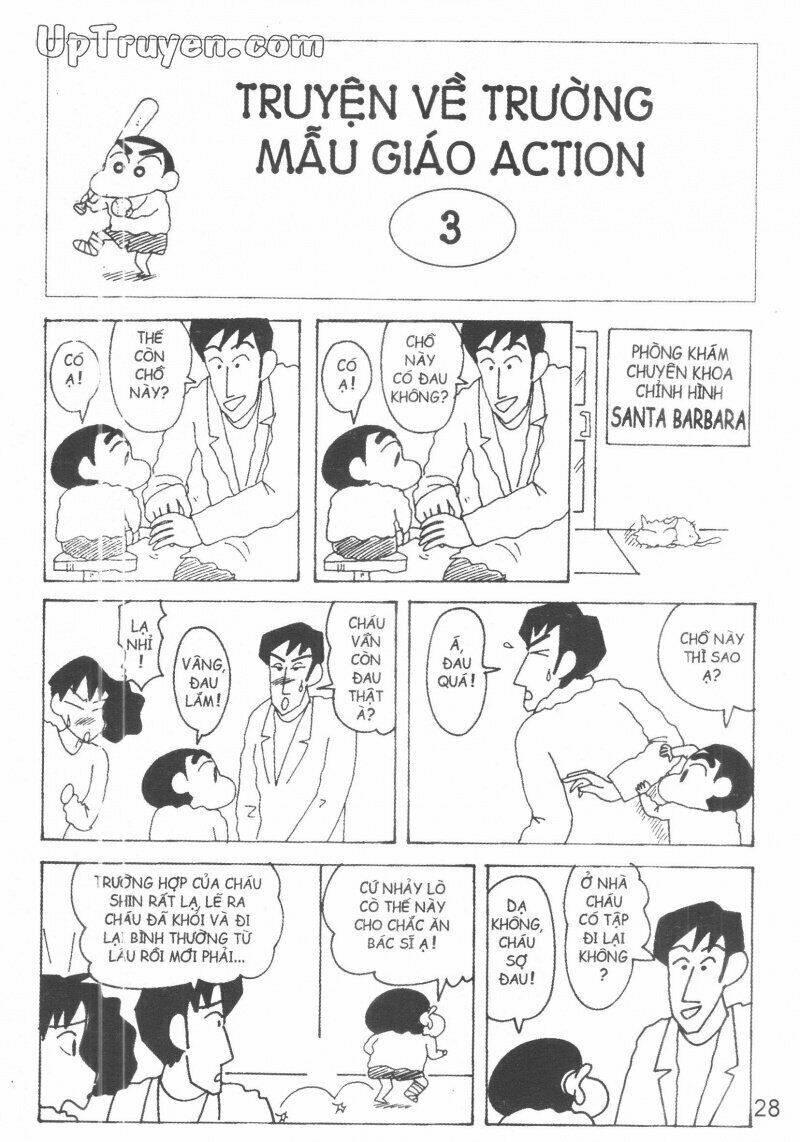 UpTruyen.com
TRUYỆN VỀ TRƯỜNG
MẪU GIÁO ACTION
3
PHÒNG KHÁM
CHUYÊN KHOA
CHỈNH HÌNH
SANTA BARBARA
CHỖ
NÀY
CÓ ĐAU
KHÔNG?
CÓ
Ạ!
THẾ
CÒN
CHỖ
NÀY?
CÓ
Ạ!
CHỖ NÀY
THÌ SAO
Ạ?
Á,
ĐAU
QUÁ!
CHÁU
VẪN
CÒN
ĐAU
THẬT
À?
VÂNG,
ĐAU
LẮM!
LẠ
NHỈ
!
Ở NHÀ
CHÁU
CÓ TẬP
ĐI LẠI
KHÔNG
?
DẠ
KHÔNG,
CHÁU
SỢ
ĐAU!
CỨ NHẢY LÒ
CÒ THẾ NÀY
CHO CHẮC ĂN
BÁC SĨ Ạ!
TRƯỜNG HỢP CỦA CHÁU
SHIN RẤT LẠ, LẼ RA
CHÁU ĐÃ KHỎI VÀ ĐI
LẠI BÌNH THƯỜNG TỪ
LÂU RỒI MỚI PHẢI...
28